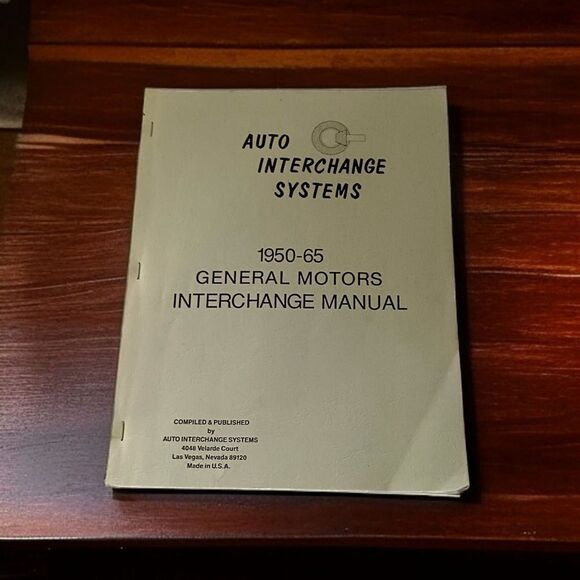 AUTO
INTERCHANGE
SYSTEMS
1950-65
GENERAL MOTORS
INTERCHANGE MANUAL
COMPILED & PUBLISHED
by
AUTO INTERCHANGE SYSTEMS
4048 Velarde Court
Las Vegas, Nevada 89120
Made in U.S.A.